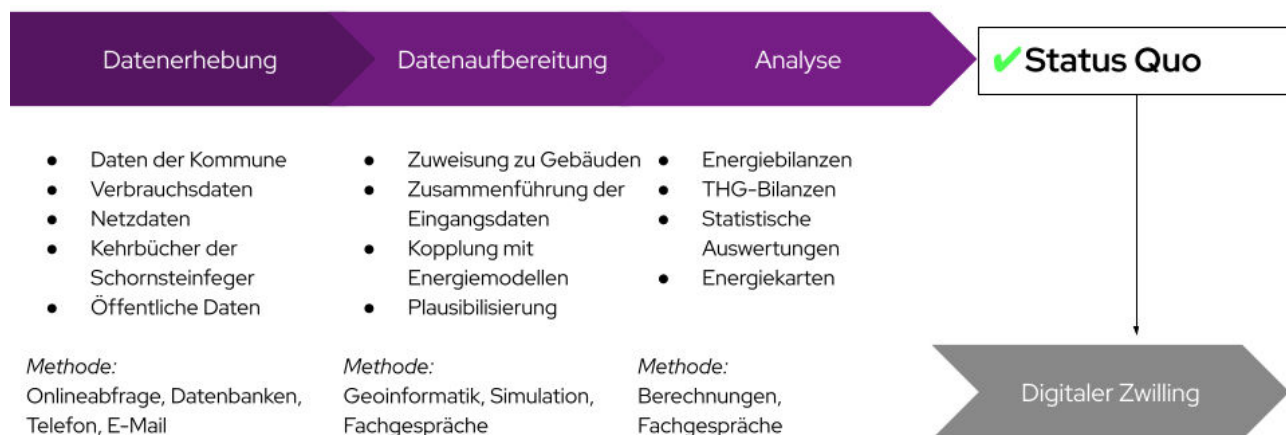 Datenerhebung
Datenaufbereitung
Analyse
✔Status Quo
● Daten der Kommune
● Verbrauchsdaten
● Netzdaten
● Kehrbücher der
Schornsteinfeger
● Öffentliche Daten
● Zuweisung zu Gebäuden
● Zusammenführung der
Eingangsdaten
● Kopplung mit
Energiemodellen
● Plausibilisierung
● Energiebilanzen
● THG-Bilanzen
● Statistische
Auswertungen
● Energiekarten
Methode:
Onlineabfrage, Datenbanken,
Telefon, E-Mail
Methode:
Geoinformatik, Simulation,
Fachgespräche
Methode:
Berechnungen,
Fachgespräche
Digitaler Zwilling